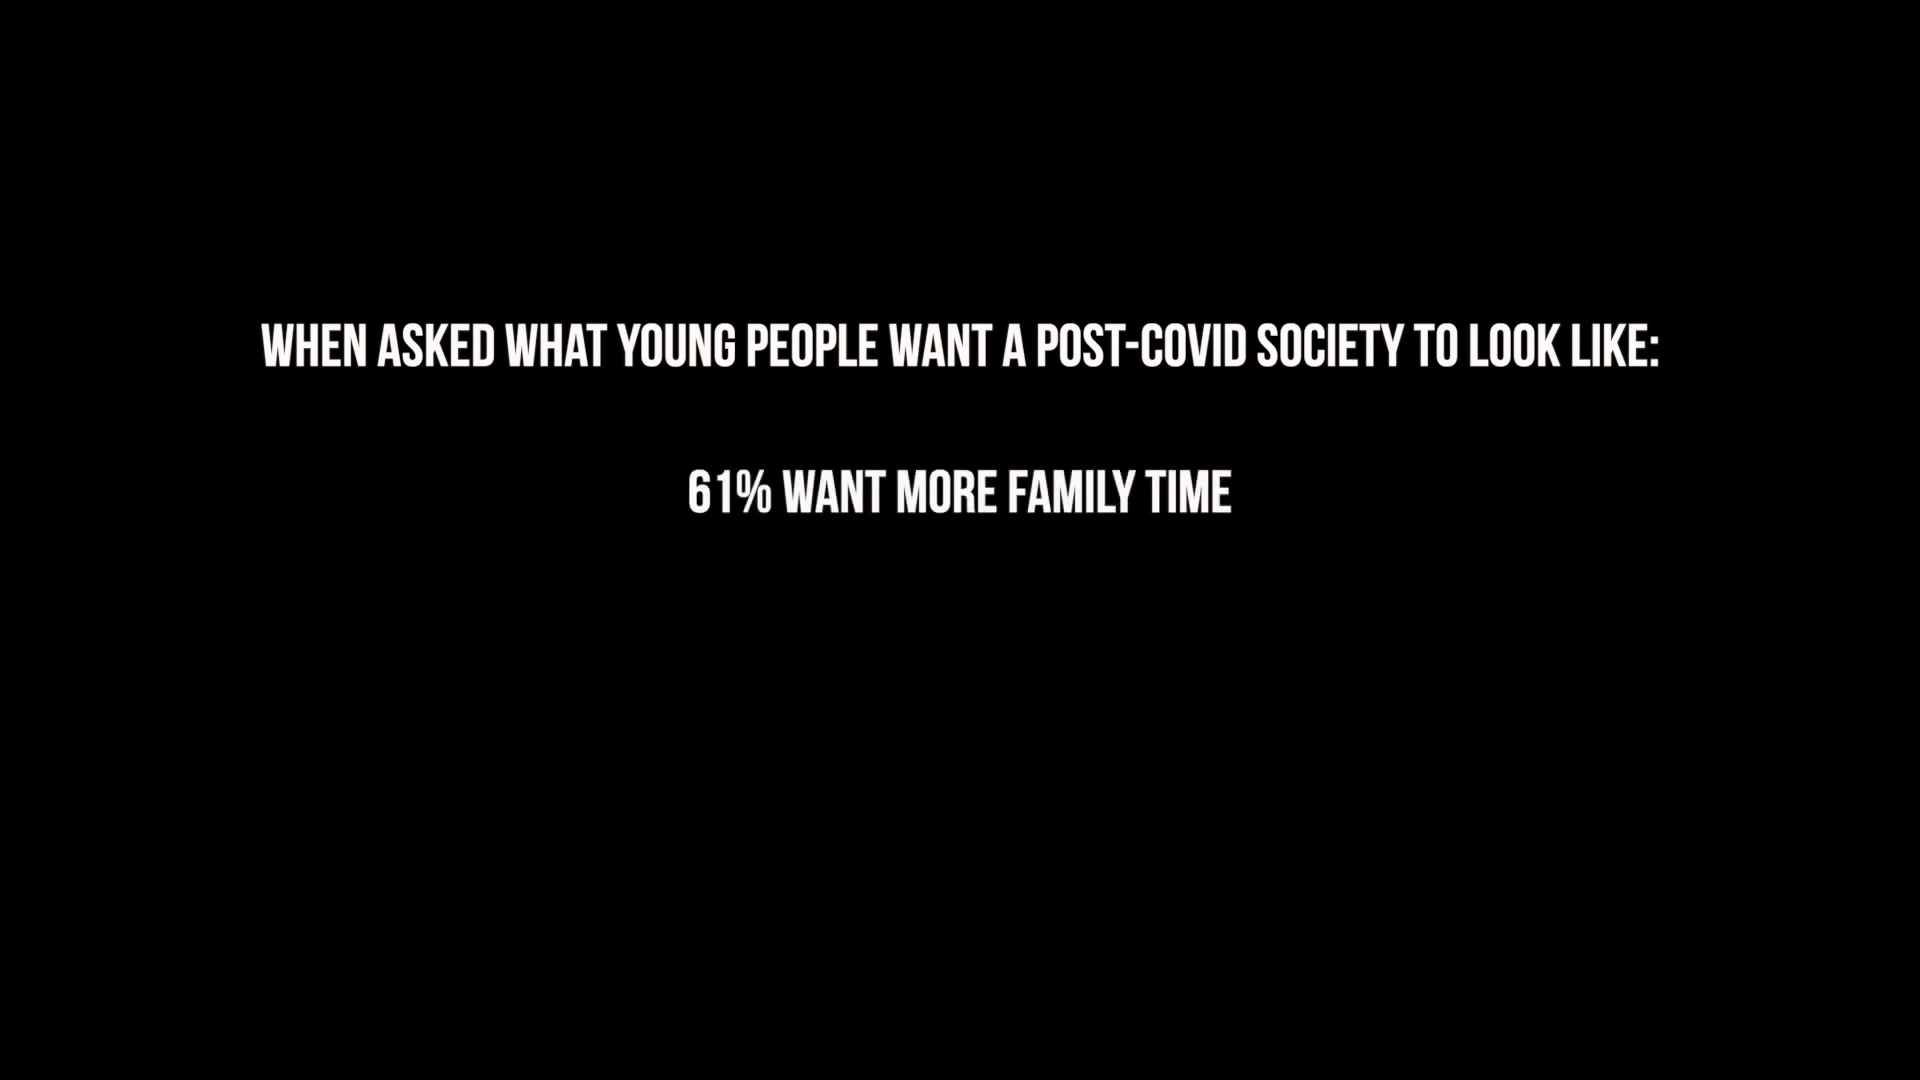 WHEN ASKED WHAT YOUNG PEOPLE WANT A POST-COVID SOCIETY TO LOOK LIKE:
61% WANT MORE FAMILY TIME